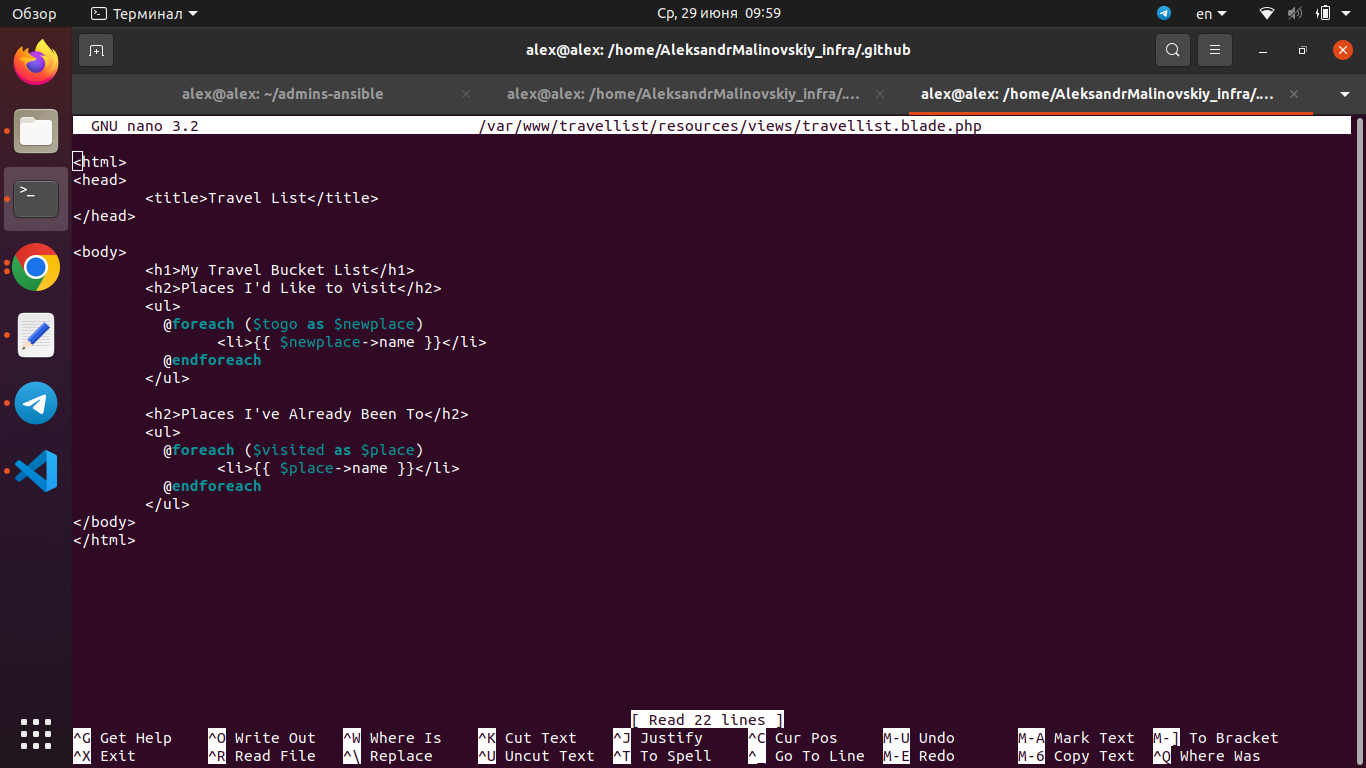 Обзор Терминал Ср, 29 июня 09:59 en
alex@alex: /home/AleksandrMalinovskiy_infra/.github
alex@alex: ~/admins-ansible alex@alex: /home/AleksandrMalinovskiy_infra/.… alex@alex: /home/AleksandrMalinovskiy_infra/.…
GNU nano 3.2 /var/www/travellist/resources/views/travellist.blade.php
<html>
<head>
<title>Travel List</title>
</head>
<body>
<h1>My Travel Bucket List</h1>
<h2>Places I'd Like to Visit</h2>
<ul>
@foreach ($togo as $newplace)
<li>{{ $newplace->name }}</li>
@endforeach
</ul>
<h2>Places I've Already Been To</h2>
<ul>
@foreach ($visited as $place)
<li>{{ $place->name }}</li>
@endforeach
</ul>
</body>
</html>
[ Read 22 lines ]
^G Get Help ^O Write Out ^W Where Is ^K Cut Text ^J Justify ^C Cur Pos M-U Undo M-A Mark Text M-] To Bracket
^X Exit ^R Read File ^\ Replace ^U Uncut Text ^T To Spell ^_ Go To Line M-E Redo M-6 Copy Text ^Q Where Was